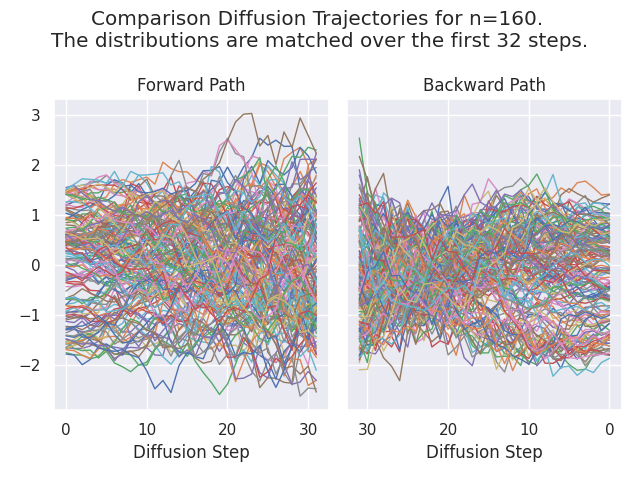 Comparison Diffusion Trajectories for n=160.
The distributions are matched over the first 32 steps.
Forward Path
Backward Path
3
2
1
0
−1
−2
0 10 20 30
30 20 10 0
Diffusion Step
Diffusion Step